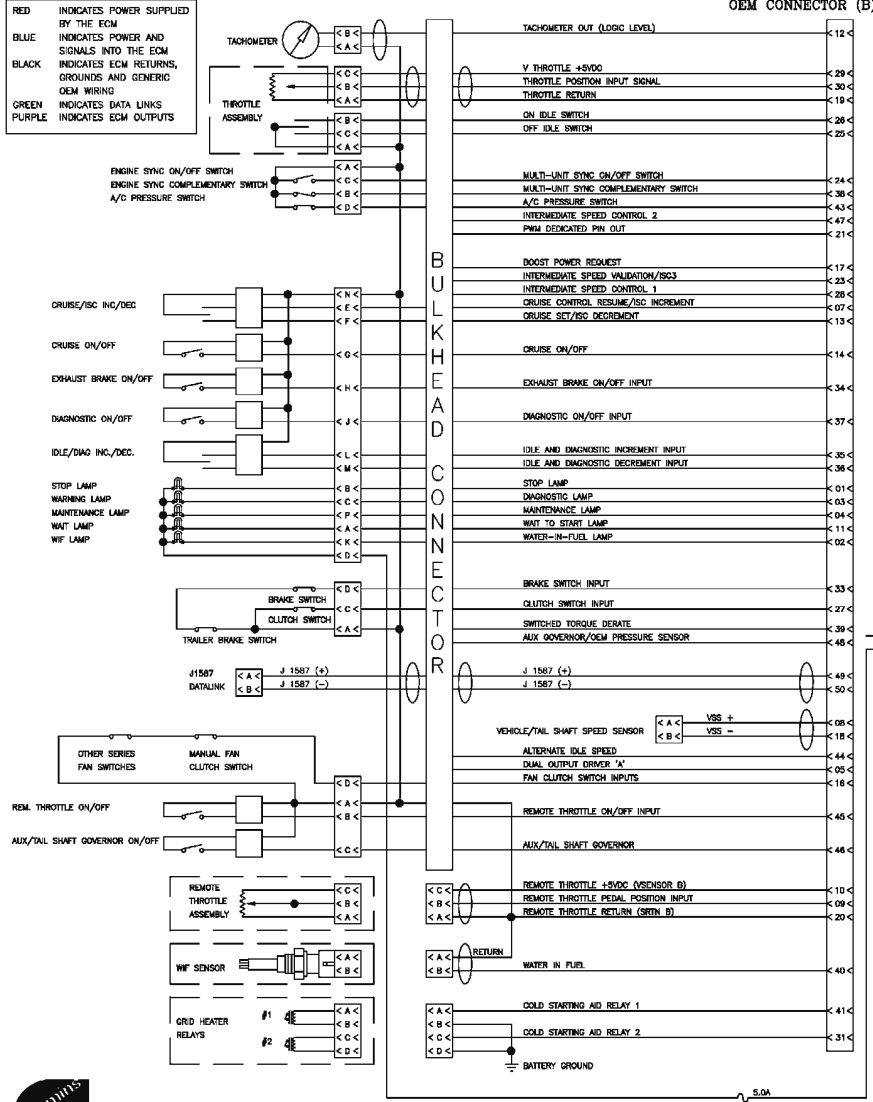 OEM CONNECTOR (B)
RED INDICATES POWER SUPPLIED
BY THE ECM
BLUE INDICATES POWER AND
SIGNALS INTO THE ECM
BLACK INDICATES ECM RETURNS,
GROUNDS AND GENERIC
OEM WIRING
GREEN INDICATES DATA LINKS
PURPLE INDICATES ECM OUTPUTS
TACHOMETER <B< TACHOMETER OUT (LOGIC LEVEL) <12<
<A<
<C< V THROTTLE +5VDC <29<
<B< THROTTLE POSITION INPUT SIGNAL <30<
THROTTLE <A< THROTTLE RETURN <19<
ASSEMBLY <B< ON IDLE SWITCH <26<
<C< OFF IDLE SWITCH <25<
<A<
ENGINE SYNC ON/OFF SWITCH <A<
ENGINE SYNC COMPLEMENTARY SWITCH <C< MULTI-UNIT SYNC ON/OFF SWITCH <24<
<B< MULTI-UNIT SYNC COMPLEMENTARY SWITCH <38<
A/C PRESSURE SWITCH <D< A/C PRESSURE SWITCH <43<
INTERMEDIATE SPEED CONTROL 2 <47<
PWM DEDICATED PIN OUT <21<
BULKHEAD CONNECTOR
BOOST POWER REQUEST <17<
INTERMEDIATE SPEED VALIDATION/ISC3 <23<
<N< INTERMEDIATE SPEED CONTROL 1 <28<
CRUISE/ISC INC/DEC <E< CRUISE CONTROL RESUME/ISC INCREMENT <07<
<F< CRUISE SET/ISC DECREMENT <13<
CRUISE ON/OFF <G< CRUISE ON/OFF <14<
EXHAUST BRAKE ON/OFF <H< EXHAUST BRAKE ON/OFF INPUT <34<
DIAGNOSTIC ON/OFF <J< DIAGNOSTIC ON/OFF INPUT <37<
IDLE/DIAG INC./DEC. <L< IDLE AND DIAGNOSTIC INCREMENT INPUT <35<
<M< IDLE AND DIAGNOSTIC DECREMENT INPUT <36<
STOP LAMP <B< STOP LAMP <01<
WARNING LAMP <C< DIAGNOSTIC LAMP <03<
MAINTENANCE LAMP <P< MAINTENANCE LAMP <04<
WAIT LAMP <A< WAIT TO START LAMP <11<
WIF LAMP <K< WATER-IN-FUEL LAMP <02<
<D<
BRAKE SWITCH <D< BRAKE SWITCH INPUT <33<
CLUTCH SWITCH <C< CLUTCH SWITCH INPUT <27<
TRAILER BRAKE SWITCH <A< SWITCHED TORQUE DERATE <39<
AUX GOVERNOR/OEM PRESSURE SENSOR <48<
J1587 <A< J 1587 (+) J 1587 (+) <49<
DATALINK <B< J 1587 (-) J 1587 (-) <50<
VEHICLE/TAIL SHAFT SPEED SENSOR <A< VSS + <08<
<B< VSS - <18<
OTHER SERIES MANUAL FAN ALTERNATE IDLE SPEED <44<
FAN SWITCHES CLUTCH SWITCH DUAL OUTPUT DRIVER 'A' <05<
<D< FAN CLUTCH SWITCH INPUTS <16<
REM. THROTTLE ON/OFF <A<
<B< REMOTE THROTTLE ON/OFF INPUT <45<
AUX/TAIL SHAFT GOVERNOR ON/OFF <C< AUX/TAIL SHAFT GOVERNOR <46<
REMOTE <C< <C< REMOTE THROTTLE +5VDC (VSENSOR B) <10<
THROTTLE <B< <B< REMOTE THROTTLE PEDAL POSITION INPUT <09<
ASSEMBLY <A< <A< REMOTE THROTTLE RETURN (SRTN B) <20<
<A< <A< RETURN
WIF SENSOR <B< <B< WATER IN FUEL <40<
GRID HEATER #1 <A< <A< COLD STARTING AID RELAY 1 <41<
RELAYS <B< <B<
#2 <C< <C< COLD STARTING AID RELAY 2 <31<
<D< <D<
BATTERY GROUND
5.0A